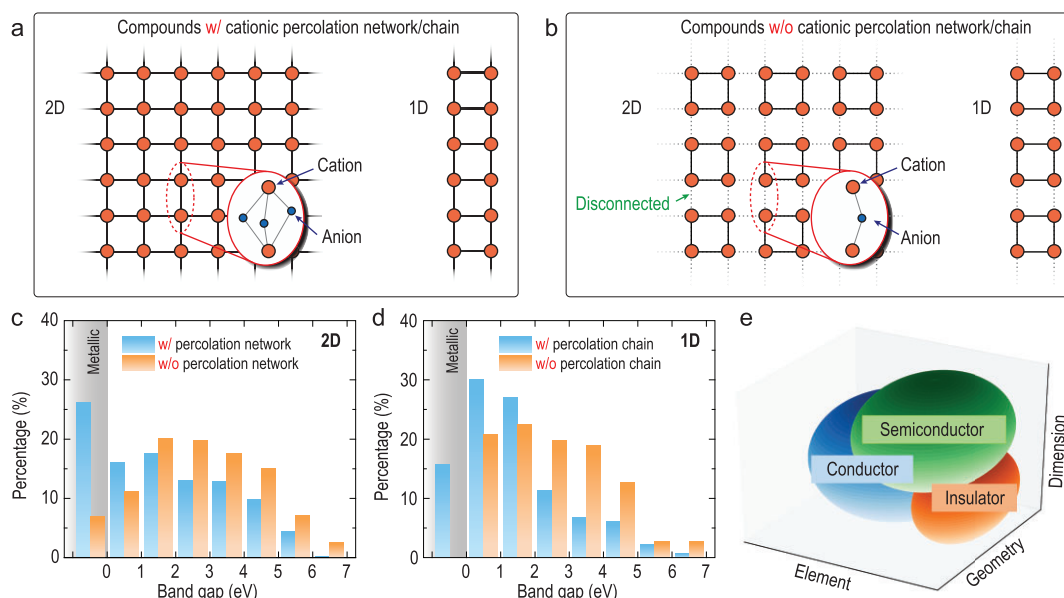 a
Compounds w/ cationic percolation network/chain
2D
1D
Cation
Anion
b
Compounds w/o cationic percolation network/chain
2D
1D
Cation
Disconnected
Anion
c
40
30
20
10
0
Percentage (%)
Metallic
w/ percolation network
w/o percolation network
2D
0 1 2 3 4 5 6 7
Band gap (eV)
d
40
30
20
10
0
Percentage (%)
Metallic
w/ percolation chain
w/o percolation chain
1D
0 1 2 3 4 5 6 7
Band gap (eV)
e
Semiconductor
Conductor
Insulator
Element
Geometry
Dimension